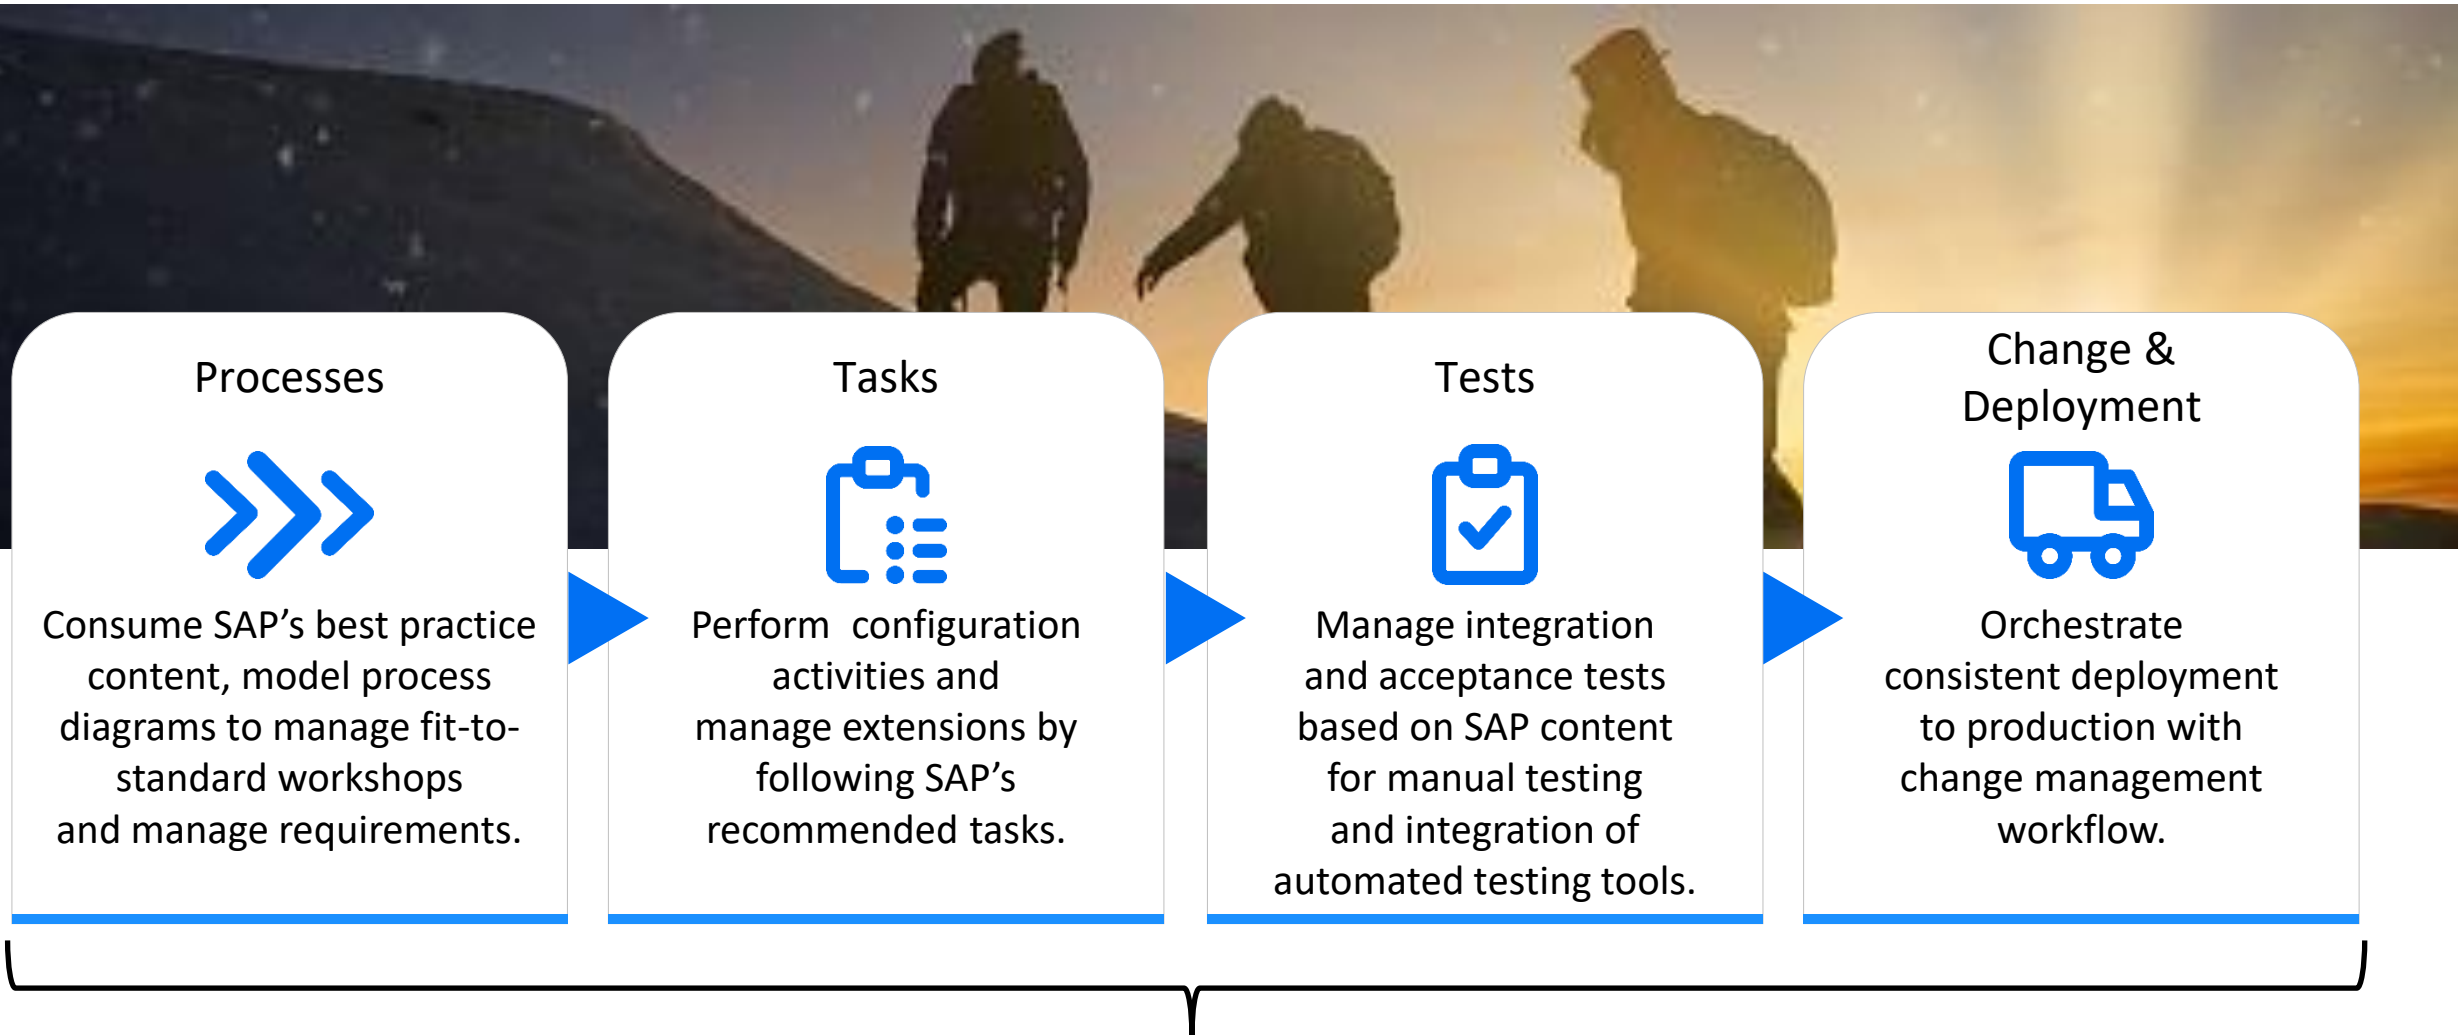 Processes
Consume SAP’s best practice
content, model process
diagrams to manage fit-to-
standard workshops
and manage requirements.
Tasks
Perform  configuration
activities and
manage extensions by
following SAP’s
recommended tasks.
Tests
Manage integration
and acceptance tests
based on SAP content
for manual testing
and integration of
automated testing tools.
Change &
Deployment
Orchestrate
consistent deployment
to production with
change management
workflow.